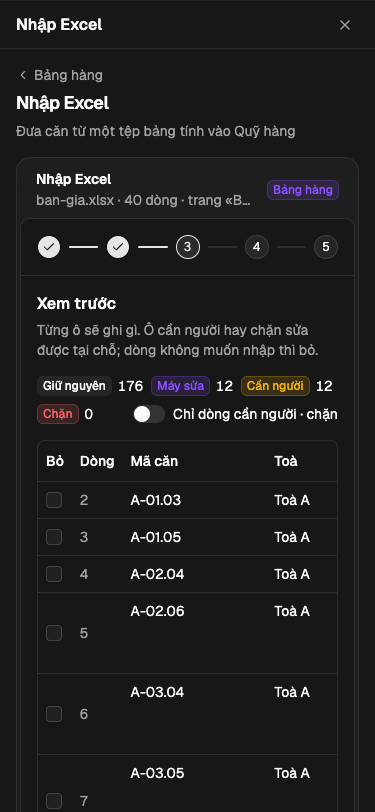 Nhập Excel
Bảng hàng
Nhập Excel
Đưa căn từ một tệp bảng tính vào Quỹ hàng
Nhập Excel
ban-gia.xlsx · 40 dòng · trang «B...
Bảng hàng
3 4 5
Xem trước
Từng ô sẽ ghi gì. Ô cần người hay chặn sửa
được tại chỗ; dòng không muốn nhập thì bỏ.
Giữ nguyên 176 Máy sửa 12 Cần người 12
Chặn 0 Chỉ dòng cần người · chặn
Bỏ Dòng Mã căn Toà
2 A-01.03 Toà A
3 A-01.05 Toà A
4 A-02.04 Toà A
5 A-02.06 Toà A
6 A-03.04 Toà A
7 A-03.05 Toà A